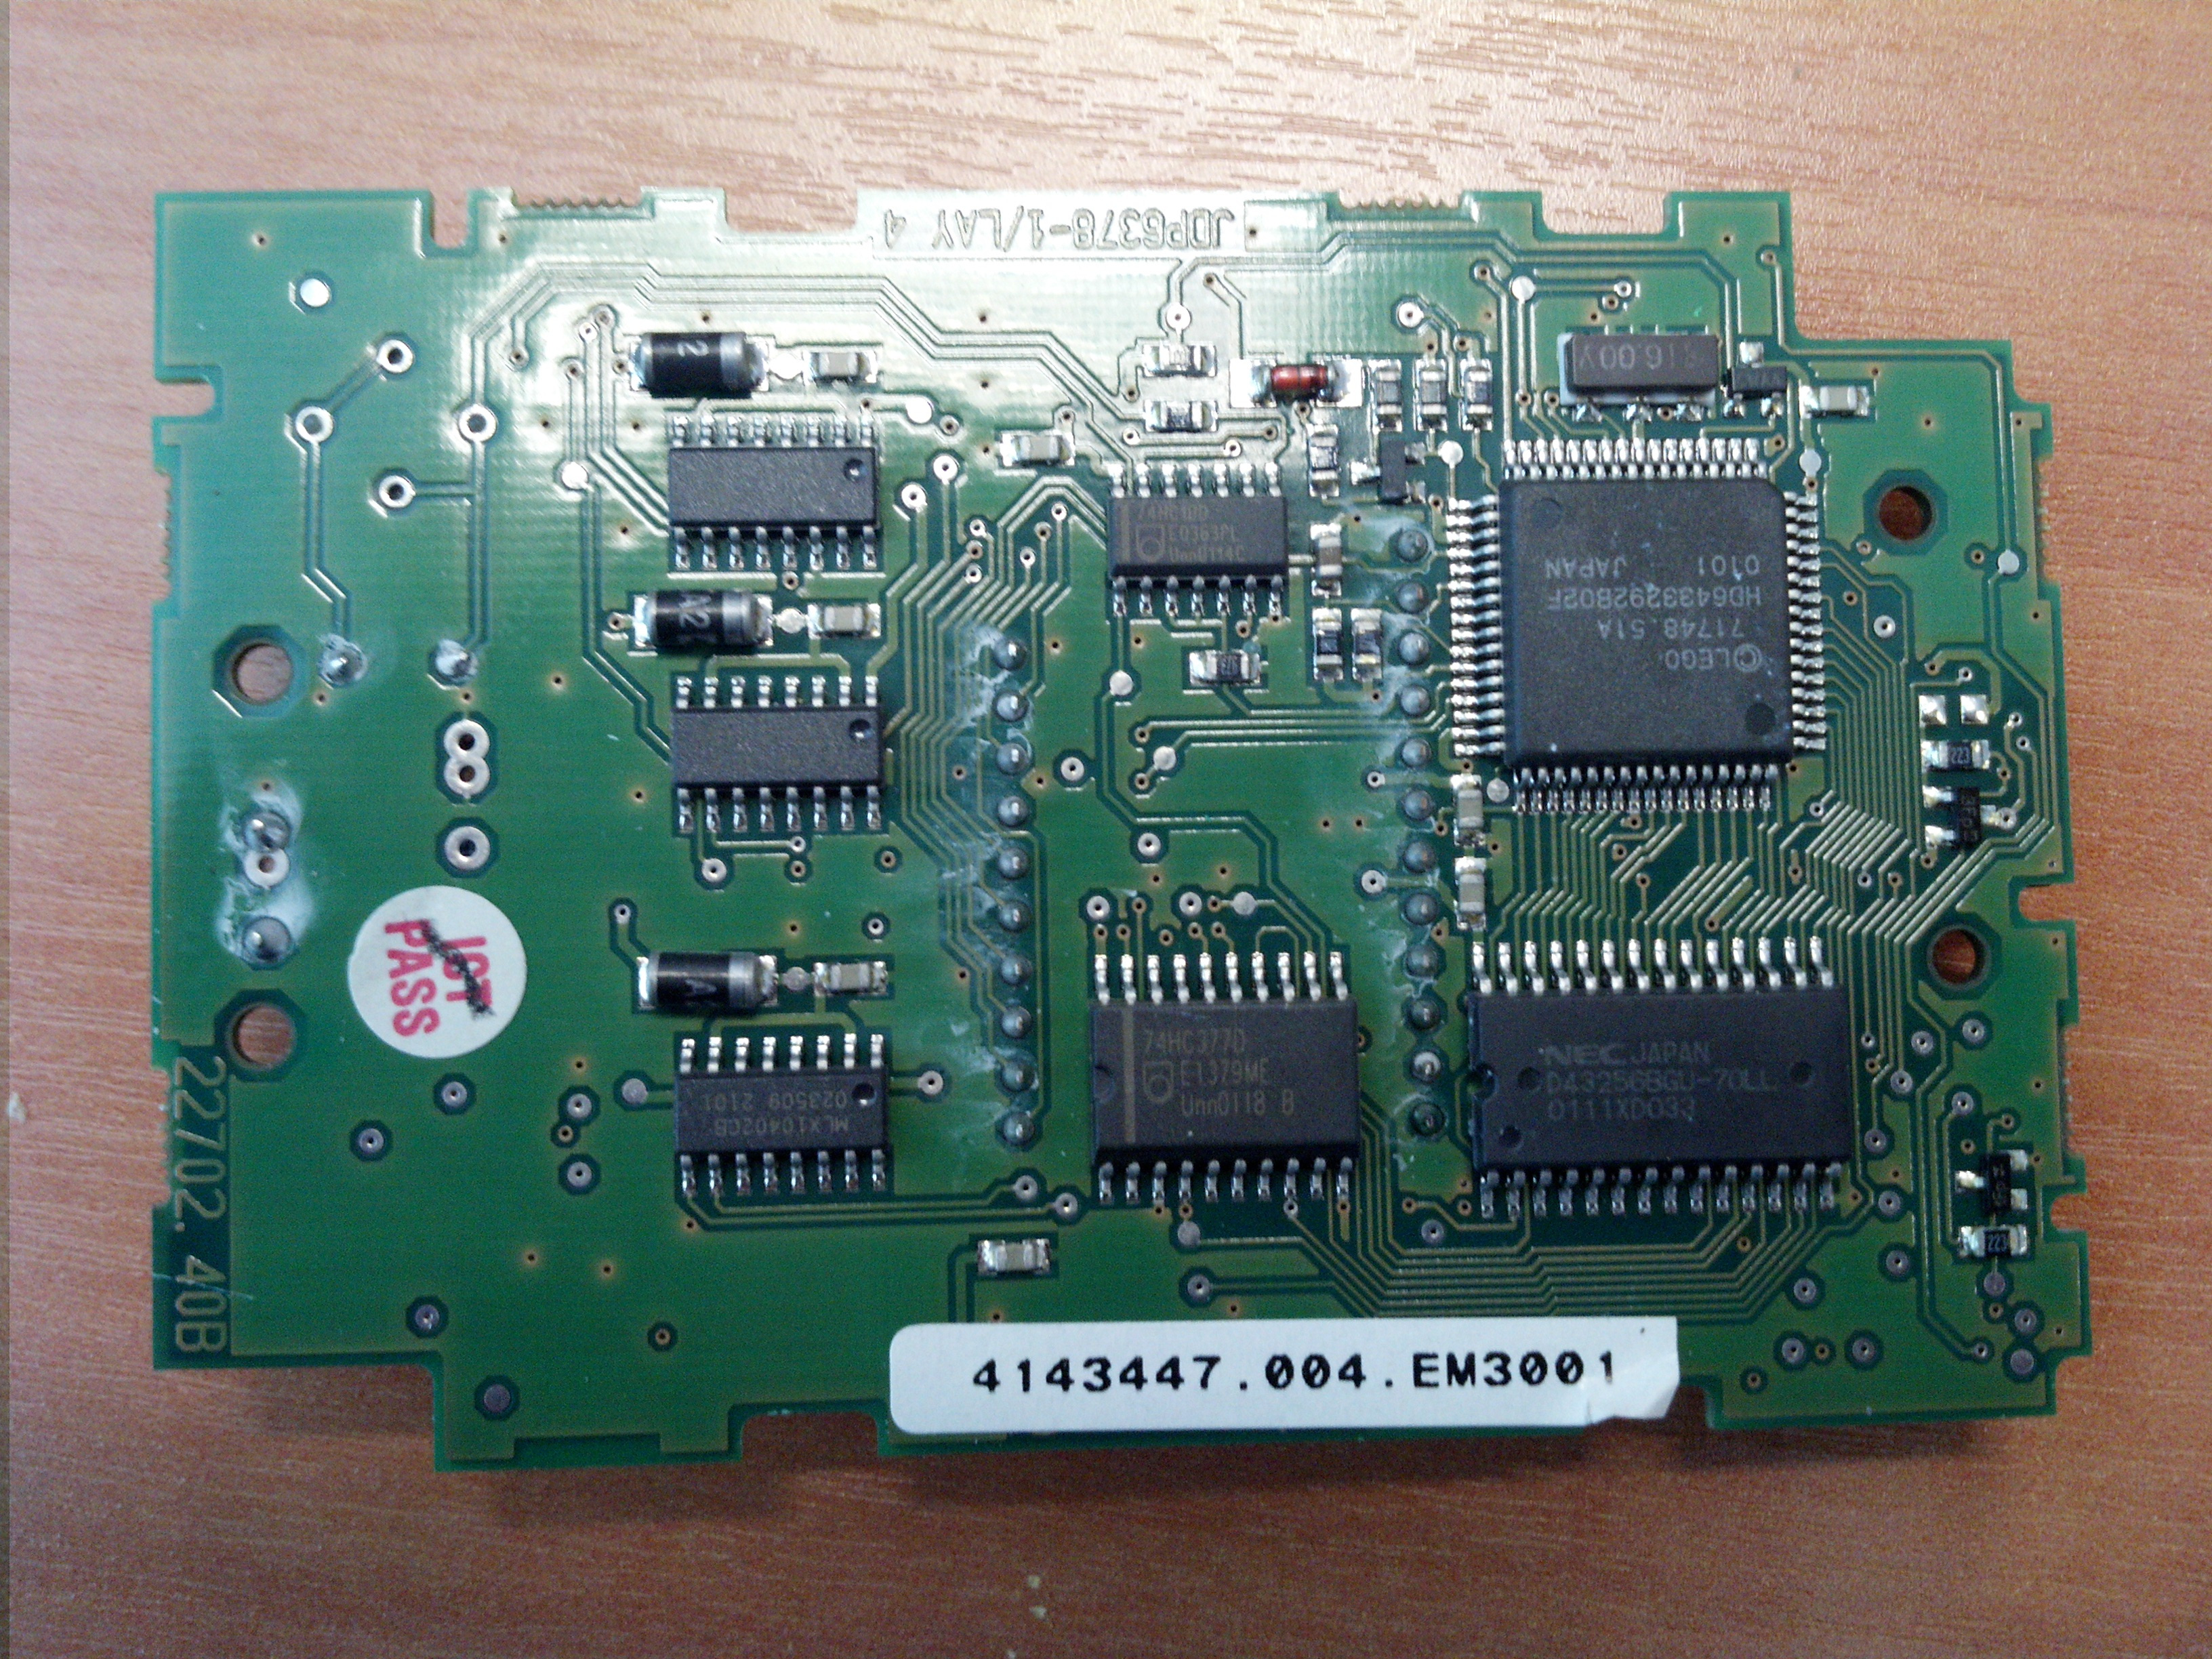 JDP6378-1/LAY 4
2
16.00Y
74HC10D
EQ363PL
Unn0114C
©LEGO
71748.51A
HD6433292B02F
JAPAN
0101
A2
223
ICT
PASS
A
MLX10402CB
023509 2101
74HC377D
E1379ME
Unn0118 B
NEC JAPAN
D43256BGU-70LL
0111XD033
223
22702.40B
4143447.004.EM3001